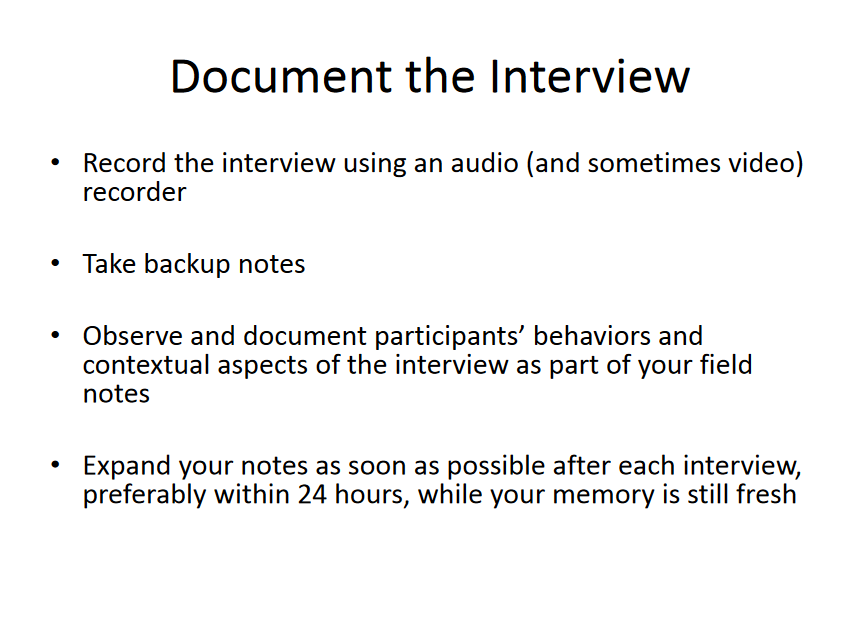 Document the Interview
• Record the interview using an audio (and sometimes video)
recorder
• Take backup notes
• Observe and document participants’ behaviors and
contextual aspects of the interview as part of your field
notes
• Expand your notes as soon as possible after each interview,
preferably within 24 hours, while your memory is still fresh